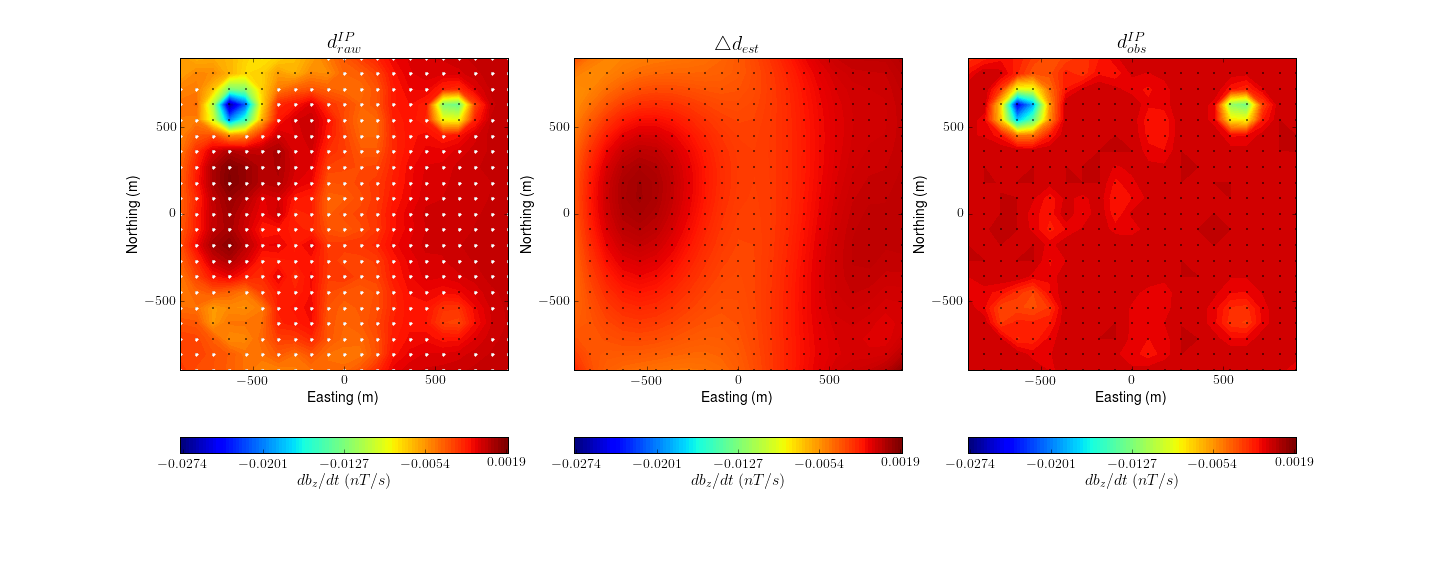 d_{raw}^{IP}
△d_{est}
d_{obs}^{IP}
500
0
−500
Northing (m)
−500 0 500
Easting (m)
500
0
−500
Northing (m)
−500 0 500
Easting (m)
500
0
−500
Northing (m)
−500 0 500
Easting (m)
−0.0274 −0.0201 −0.0127 −0.0054 0.0019
db_z/dt (nT/s)
−0.0274 −0.0201 −0.0127 −0.0054 0.0019
db_z/dt (nT/s)
−0.0274 −0.0201 −0.0127 −0.0054 0.0019
db_z/dt (nT/s)